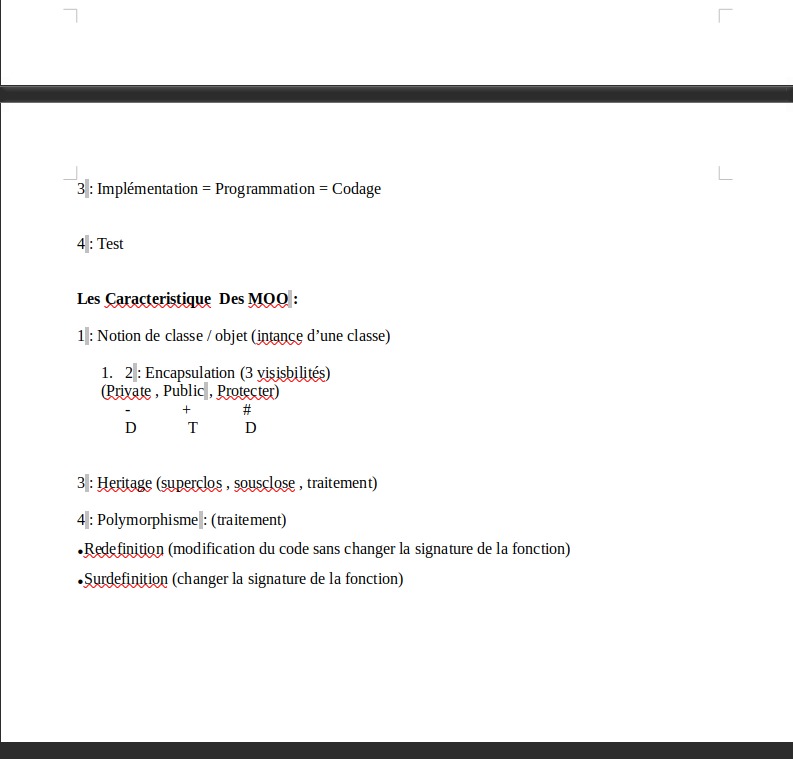 3 : Implémentation = Programmation = Codage
4 : Test
Les Caracteristique Des MOO :
1 : Notion de classe / objet (intance d’une classe)
1. 2 : Encapsulation (3 visisbilités)
(Private , Public , Protecter)
- + #
D T D
3 : Heritage (superclos , sousclose , traitement)
4 : Polymorphisme : (traitement)
•Redefinition (modification du code sans changer la signature de la fonction)
•Surdefinition (changer la signature de la fonction)